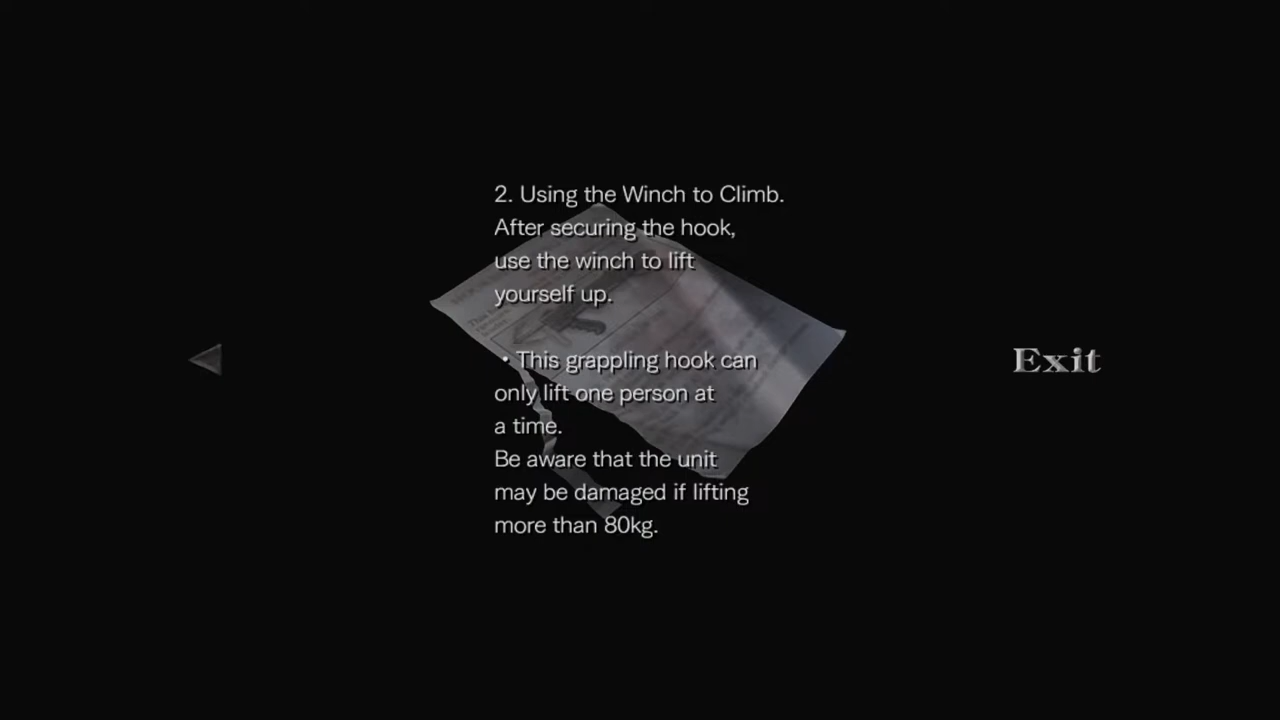 2. Using the Winch to Climb.
After securing the hook,
use the winch to lift
yourself up.
・This grappling hook can
only lift one person at
a time.
Be aware that the unit
may be damaged if lifting
more than 80kg.
Exit